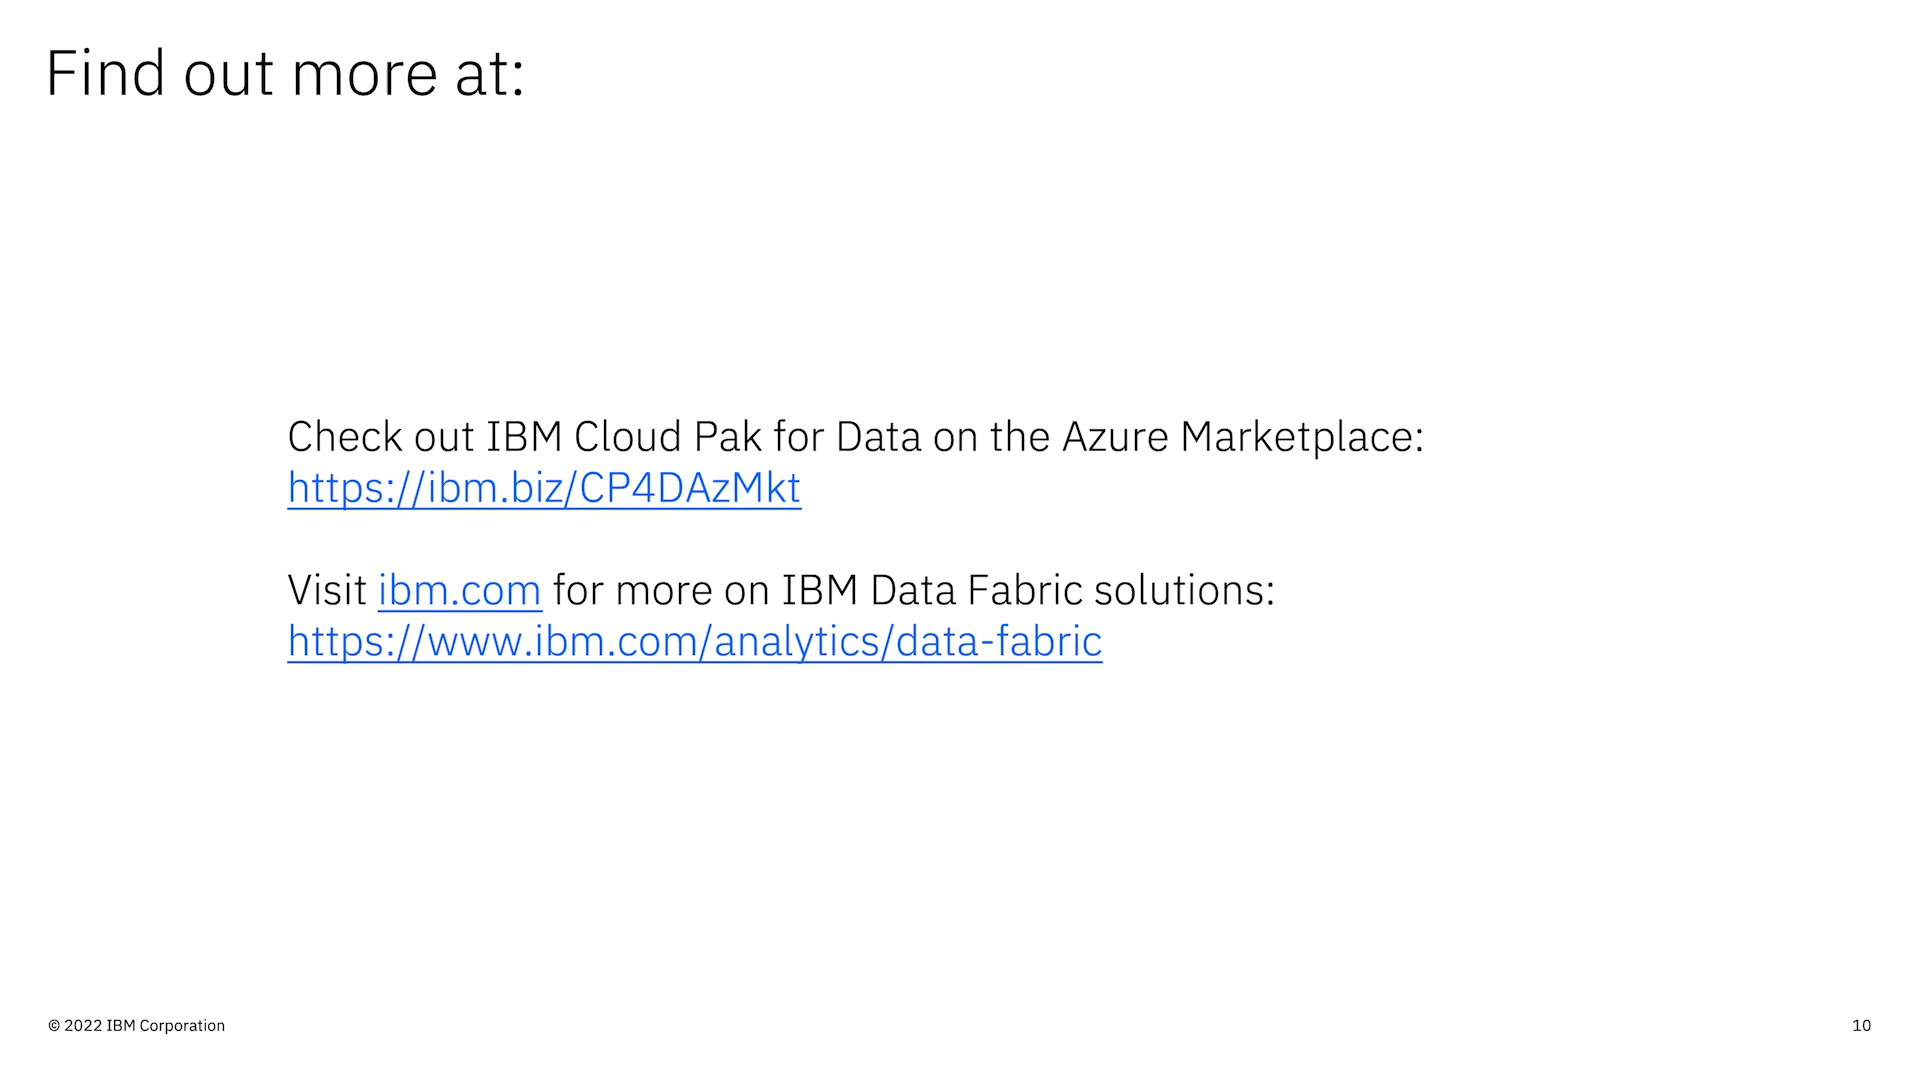 Find out more at:
Check out IBM Cloud Pak for Data on the Azure Marketplace:
https://ibm.biz/CP4DAzMkt
Visit ibm.com for more on IBM Data Fabric solutions:
https://www.ibm.com/analytics/data-fabric
© 2022 IBM Corporation
10